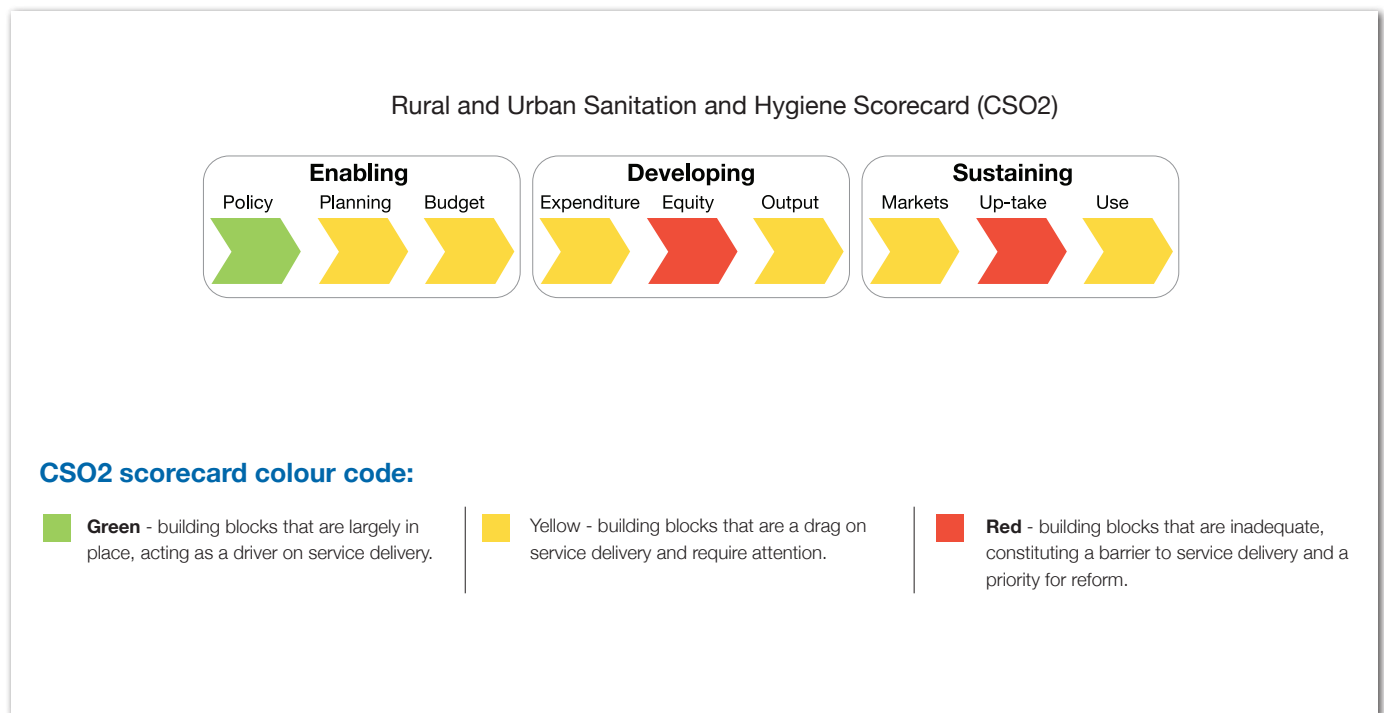 Rural and Urban Sanitation and Hygiene Scorecard (CSO2)
Enabling
Policy Planning Budget
Developing
Expenditure Equity Output
Sustaining
Markets Up-take Use
CSO2 scorecard colour code:
Green - building blocks that are largely in
place, acting as a driver on service delivery.
Yellow - building blocks that are a drag on
service delivery and require attention.
Red - building blocks that are inadequate,
constituting a barrier to service delivery and a
priority for reform.